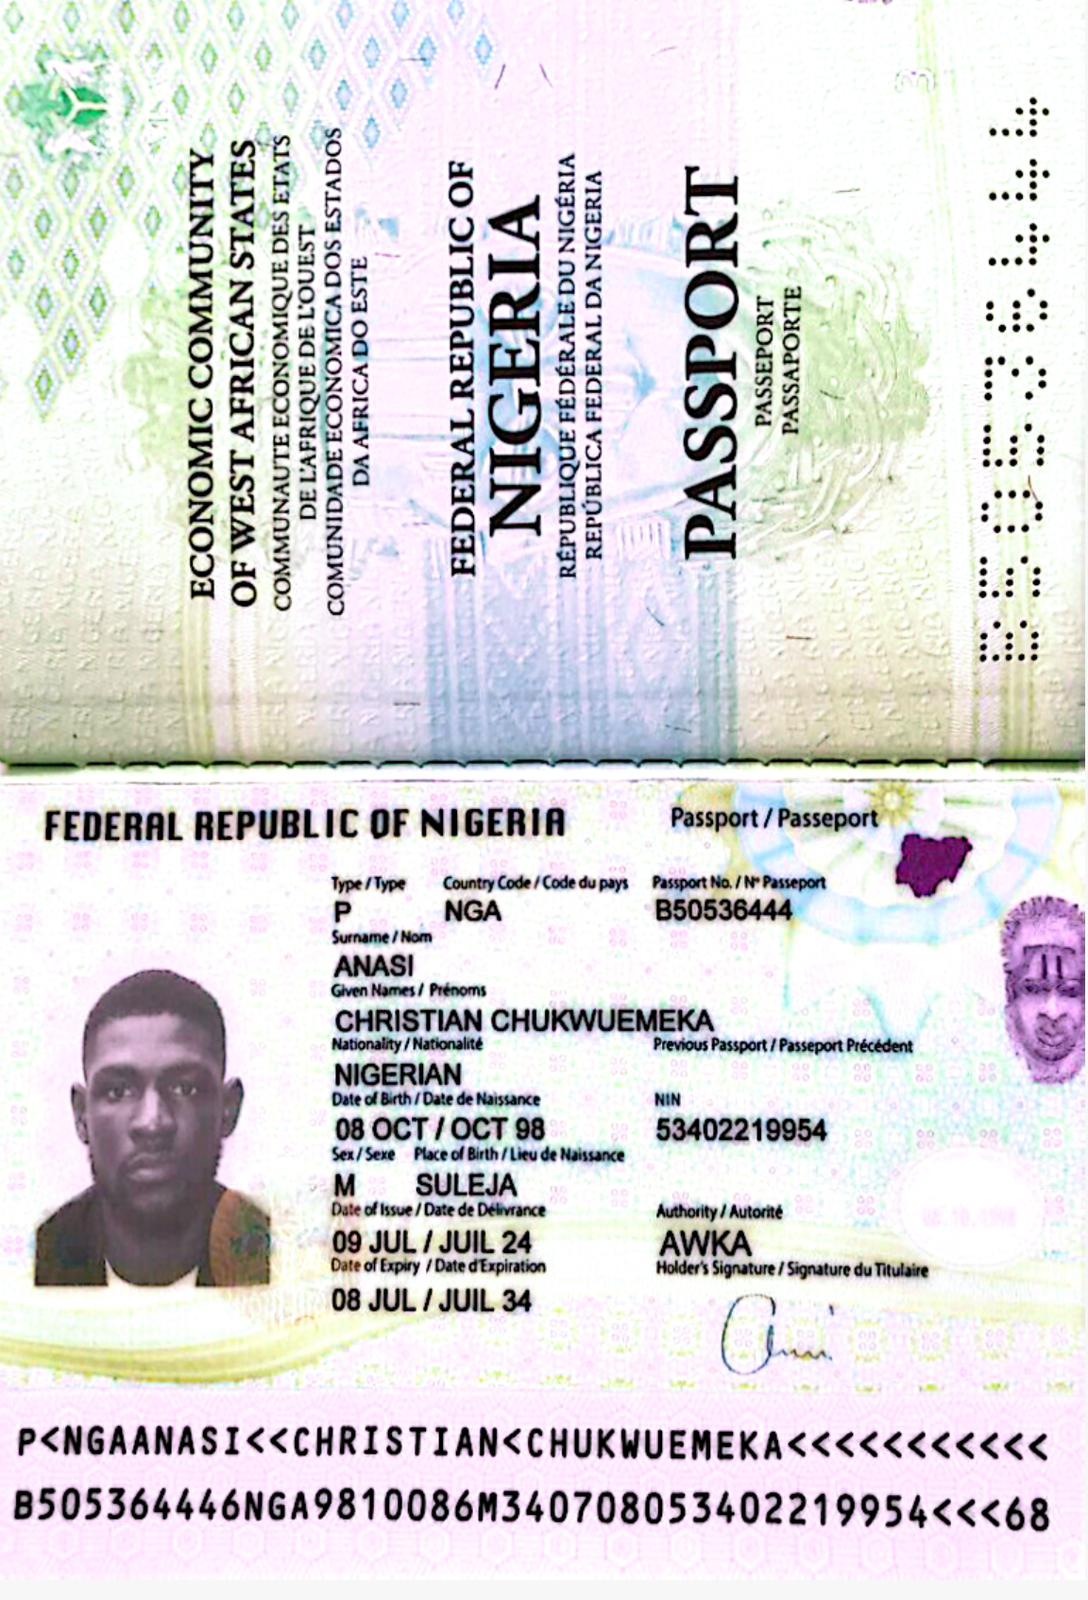 ECONOMIC COMMUNITY
OF WEST AFRICAN STATES
COMMUNAUTE ECONOMIQUE DES ETATS
DE L'AFRIQUE DE L'OUEST
COMUNIDADE ECONOMICA DOS ESTADOS
DA AFRICA DO ESTE
FEDERAL REPUBLIC OF
NIGERIA
RÉPUBLIQUE FÉDÉRALE DU NIGÉRIA
REPÚBLICA FEDERAL DA NIGERIA
PASSPORT
PASSEPORT
PASSAPORTE
B50536444
FEDERAL REPUBLIC OF NIGERIA
Passport / Passeport
Type / Type Country Code / Code du pays Passport No. / Nº Passeport
P NGA B50536444
Surname / Nom
ANASI
Given Names / Prénoms
CHRISTIAN CHUKWUEMEKA
Nationality / Nationalité Previous Passport / Passeport Précédent
NIGERIAN
Date of Birth / Date de Naissance NIN
08 OCT / OCT 98 53402219954
Sex / Sexe Place of Birth / Lieu de Naissance
M SULEJA
Date of Issue / Date de Délivrance Authority / Autorité
09 JUL / JUIL 24 AWKA
Date of Expiry / Date d'Expiration Holder's Signature / Signature du Titulaire
08 JUL / JUIL 34
P<NGAANASI<<CHRISTIAN<CHUKWUEMEKA<<<<<<<<<<<
B505364446NGA9810086M340708053402219954<<<68